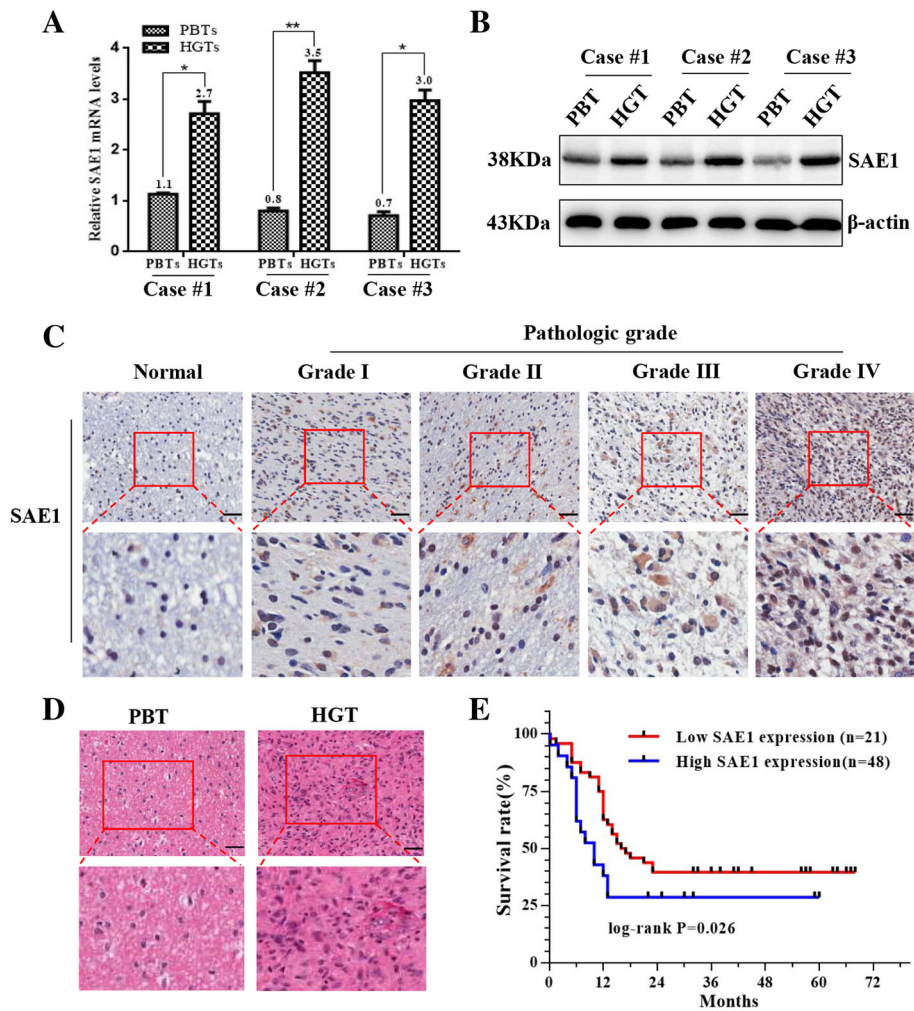 A
PBTs
HGTs
Relative SAE1 mRNA levels
4
3
2
1
0
*
**
*
1.1
2.7
0.8
3.5
0.7
3.0
PBTs HGTs PBTs HGTs PBTs HGTs
Case #1 Case #2 Case #3
B
Case #1 Case #2 Case #3
PBT HGT PBT HGT PBT HGT
38KDa SAE1
43KDa β-actin
C
Pathologic grade
Normal Grade I Grade II Grade III Grade IV
SAE1
D
PBT HGT
E
Survival rate(%)
100
75
50
25
0
Low SAE1 expression (n=21)
High SAE1 expression(n=48)
log-rank P=0.026
0 12 24 36 48 60 72
Months